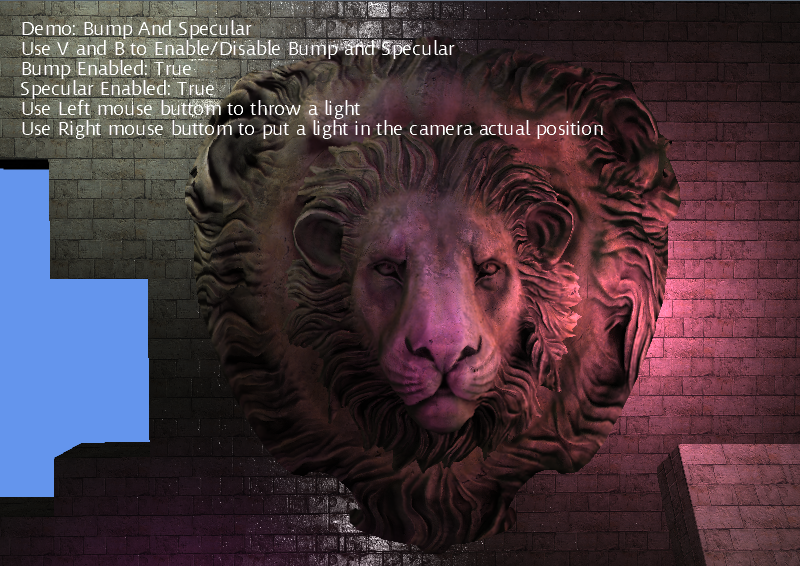 Demo: Bump And Specular
Use V and B to Enable/Disable Bump and Specular
Bump Enabled: True
Specular Enabled: True
Use Left mouse buttom to throw a light
Use Right mouse buttom to put a light in the camera actual position